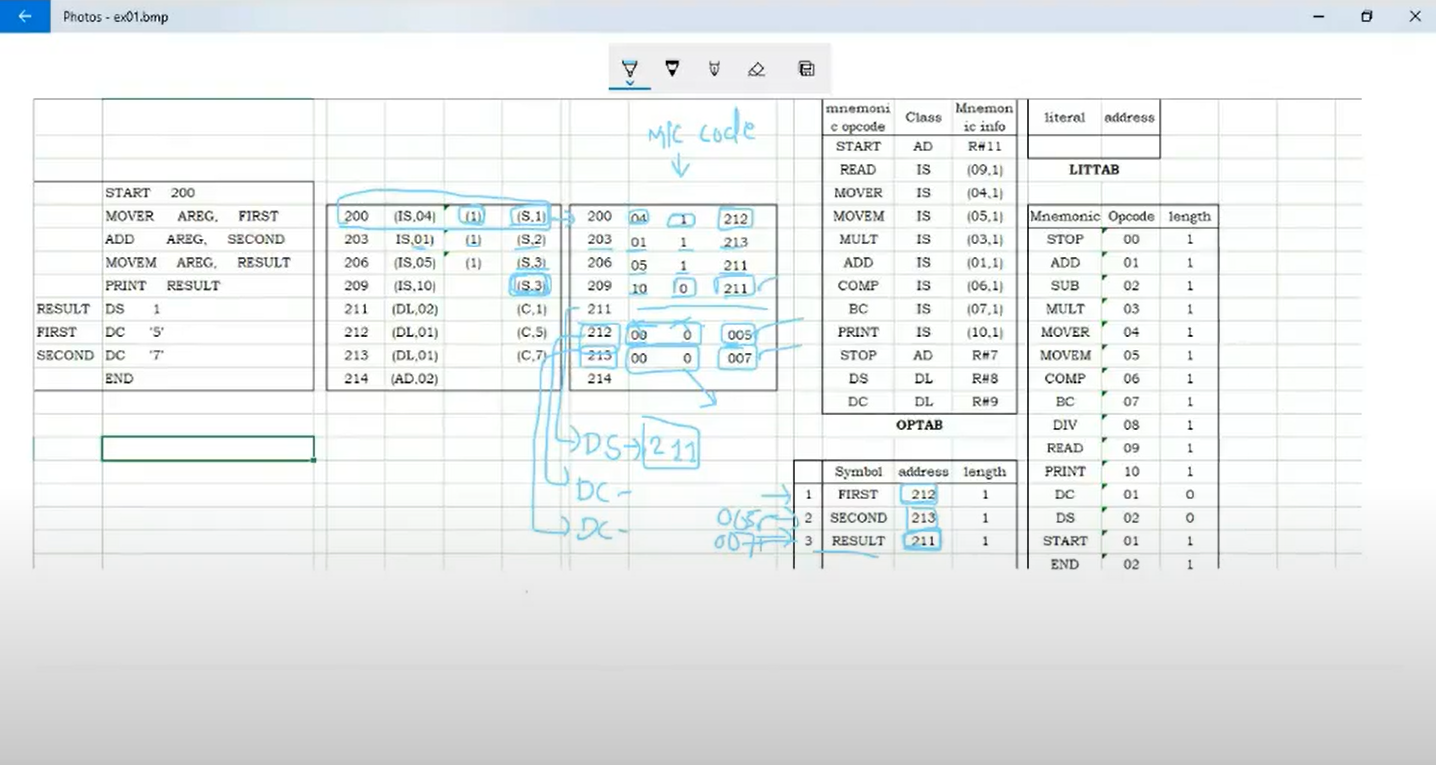 Photos - ex01.bmp
M/C code
START 200
MOVER AREG, FIRST
ADD AREG, SECOND
MOVEM AREG, RESULT
PRINT RESULT
RESULT DS 1
FIRST DC '5'
SECOND DC '7'
END
200 (IS,04) (1) (S,1)
203 IS,01) (1) (S,2)
206 (IS,05) (1) (S,3)
209 (IS,10) (S,3)
211 (DL,02) (C,1)
212 (DL,01) (C,5)
213 (DL,01) (C,7)
214 (AD,02)
200 04 1 212
203 01 1 213
206 05 1 211
209 10 0 211
211
212 00 0 005
213 00 0 007
214
DS → 211
DC -
DC -
mnemoni
c opcode Class Mnemon
ic info
START AD R#11
READ IS (09,1)
MOVER IS (04,1)
MOVEM IS (05,1)
MULT IS (03,1)
ADD IS (01,1)
COMP IS (06,1)
BC IS (07,1)
PRINT IS (10,1)
STOP AD R#7
DS DL R#8
DC DL R#9
OPTAB
Symbol address length
1 FIRST 212 1
005 2 SECOND 213 1
007 3 RESULT 211 1
literal address
LITTAB
Mnemonic Opcode length
STOP 00 1
ADD 01 1
SUB 02 1
MULT 03 1
MOVER 04 1
MOVEM 05 1
COMP 06 1
BC 07 1
DIV 08 1
READ 09 1
PRINT 10 1
DC 01 0
DS 02 0
START 01 1
END 02 1